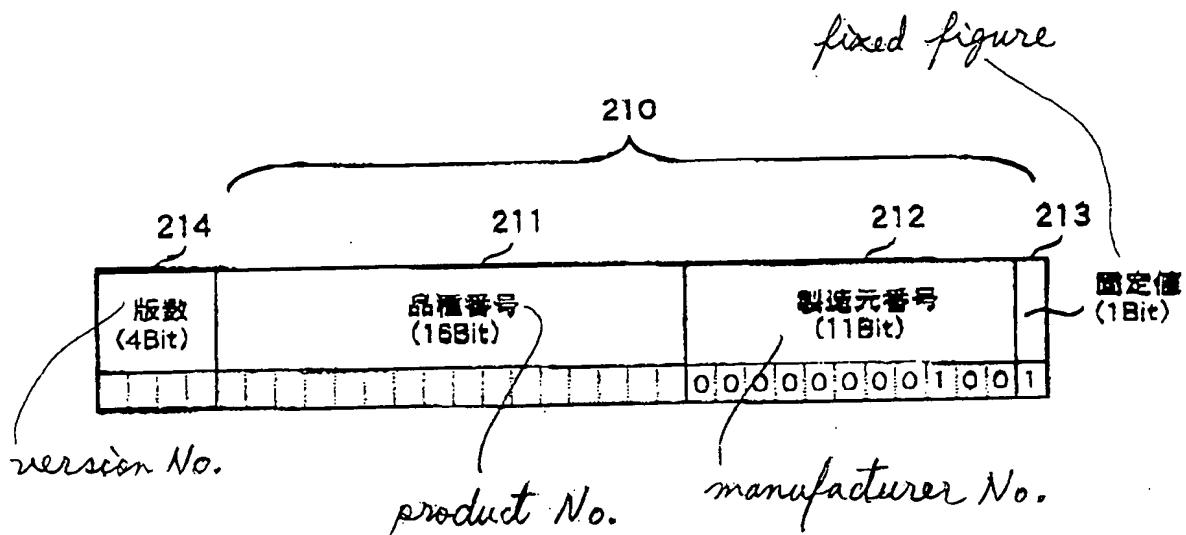 fixed figure
210
214 211 212 213
版数 品種番号 製造元番号 固定値
(4Bit) (16Bit) (11Bit) (1Bit)
0 0 0 0 0 0 0 0 1 0 0 1
version No.
product No. manufacturer No.